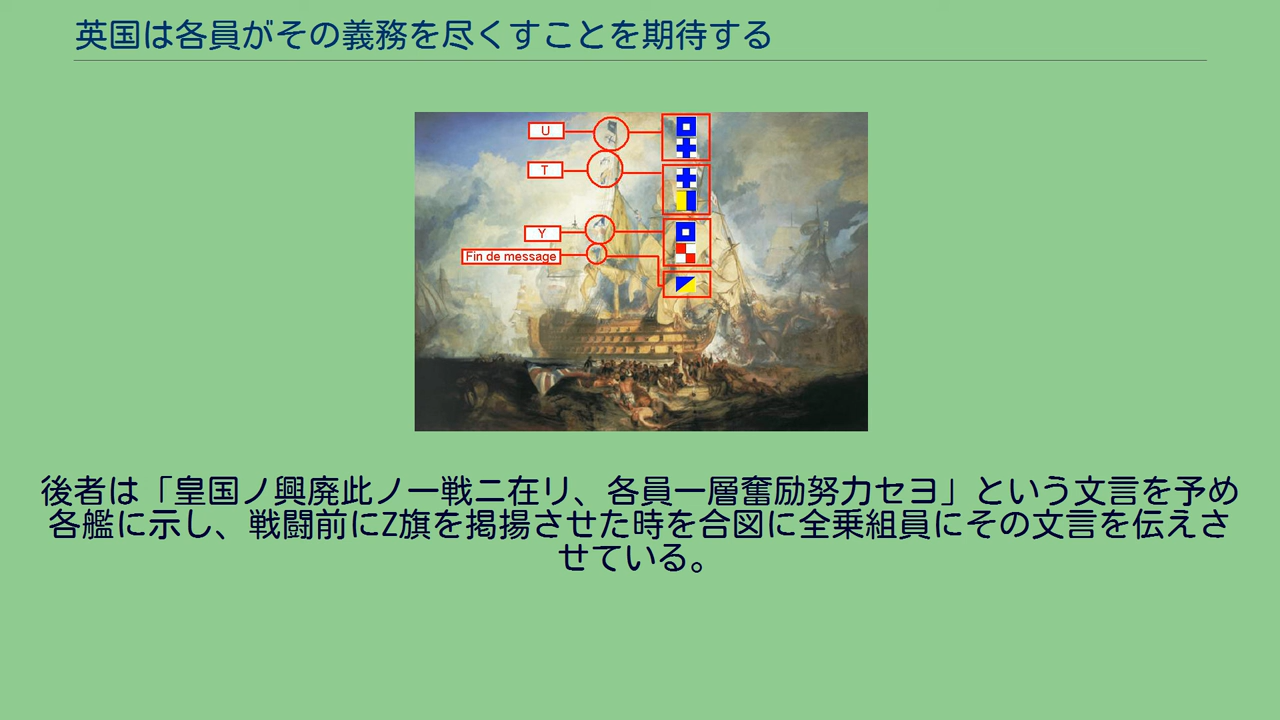 英国は各員がその義務を尽くすことを期待する
U
T
Y
Fin de message
後者は「皇国ノ興廃此ノ一戦ニ在リ、各員一層奮励努力セヨ」という文言を予め
各艦に示し、戦闘前にZ旗を掲揚させた時を合図に全乗組員にその文言を伝えさ
せている。